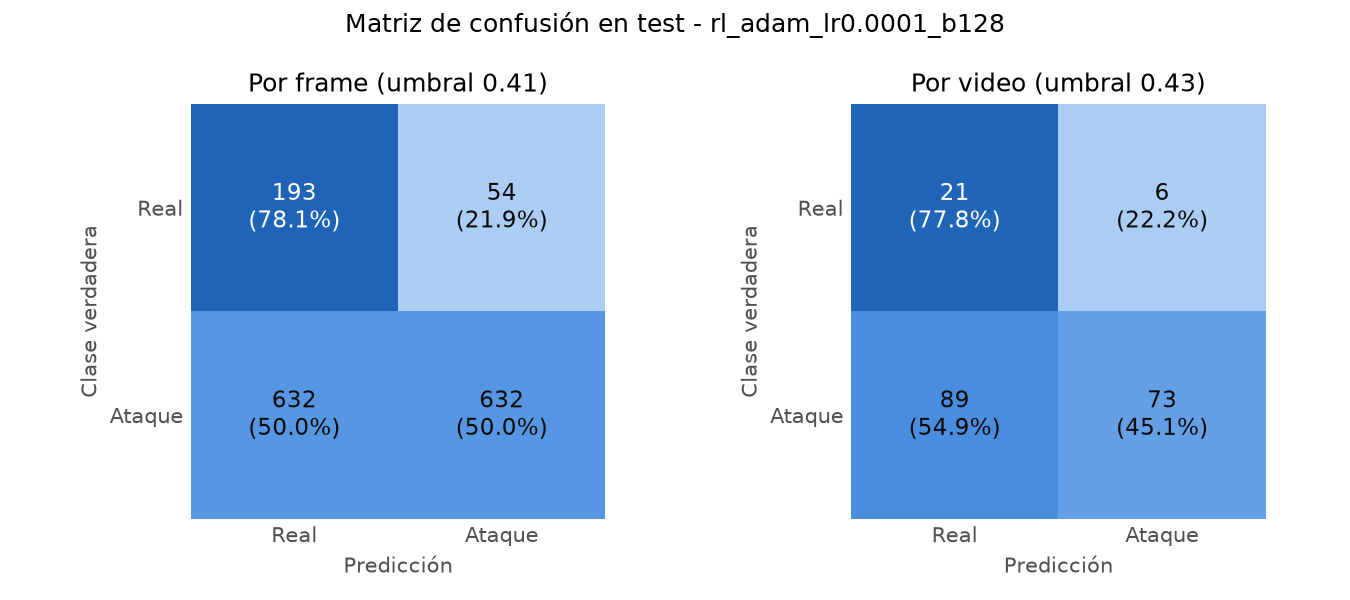 Matriz de confusión en test - rl_adam_lr0.0001_b128
Por frame (umbral 0.41)
Clase verdadera
Real
193
(78.1%)
54
(21.9%)
Ataque
632
(50.0%)
632
(50.0%)
Real
Ataque
Predicción
Por video (umbral 0.43)
Clase verdadera
Real
21
(77.8%)
6
(22.2%)
Ataque
89
(54.9%)
73
(45.1%)
Real
Ataque
Predicción